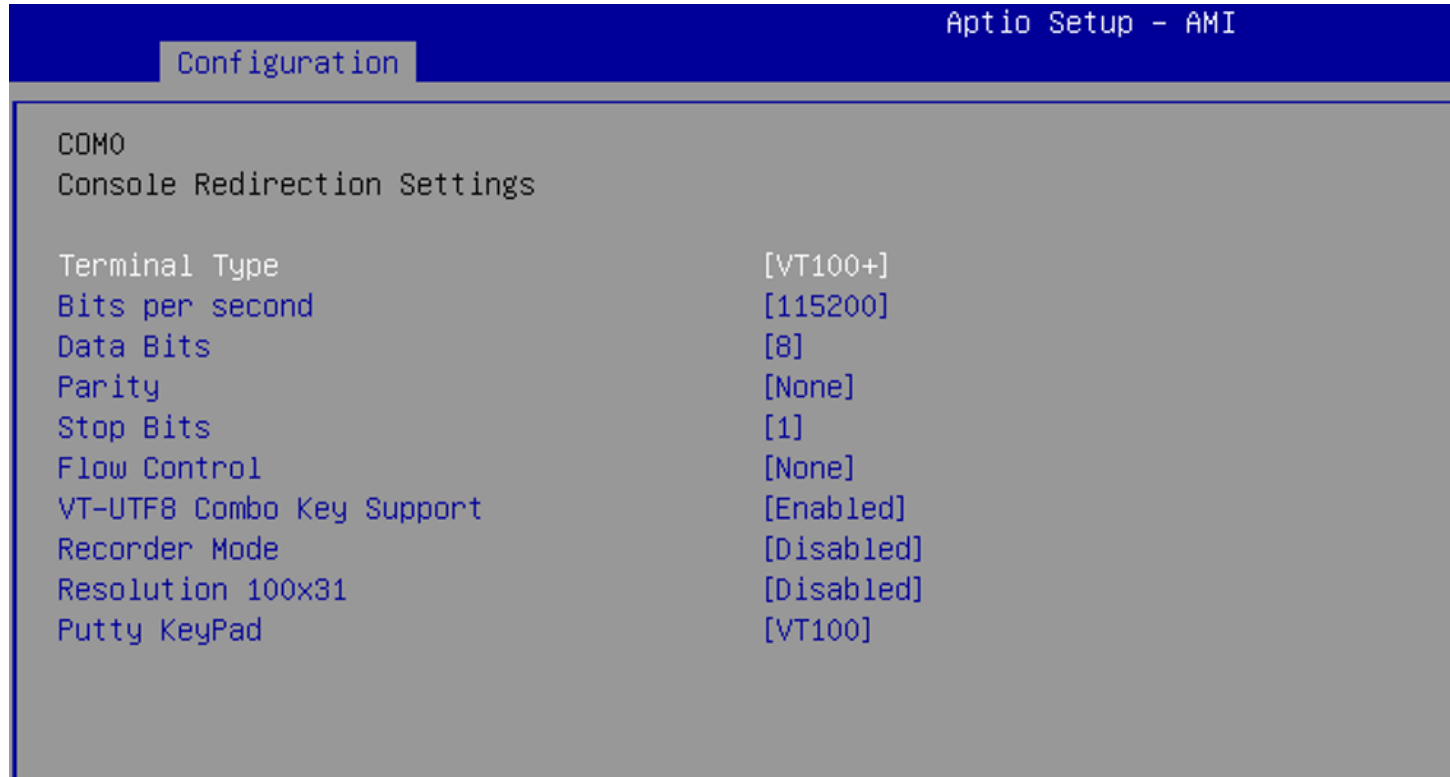 Aptio Setup – AMI
Configuration
COM0
Console Redirection Settings
Terminal Type [VT100+]
Bits per second [115200]
Data Bits [8]
Parity [None]
Stop Bits [1]
Flow Control [None]
VT-UTF8 Combo Key Support [Enabled]
Recorder Mode [Disabled]
Resolution 100x31 [Disabled]
Putty KeyPad [VT100]